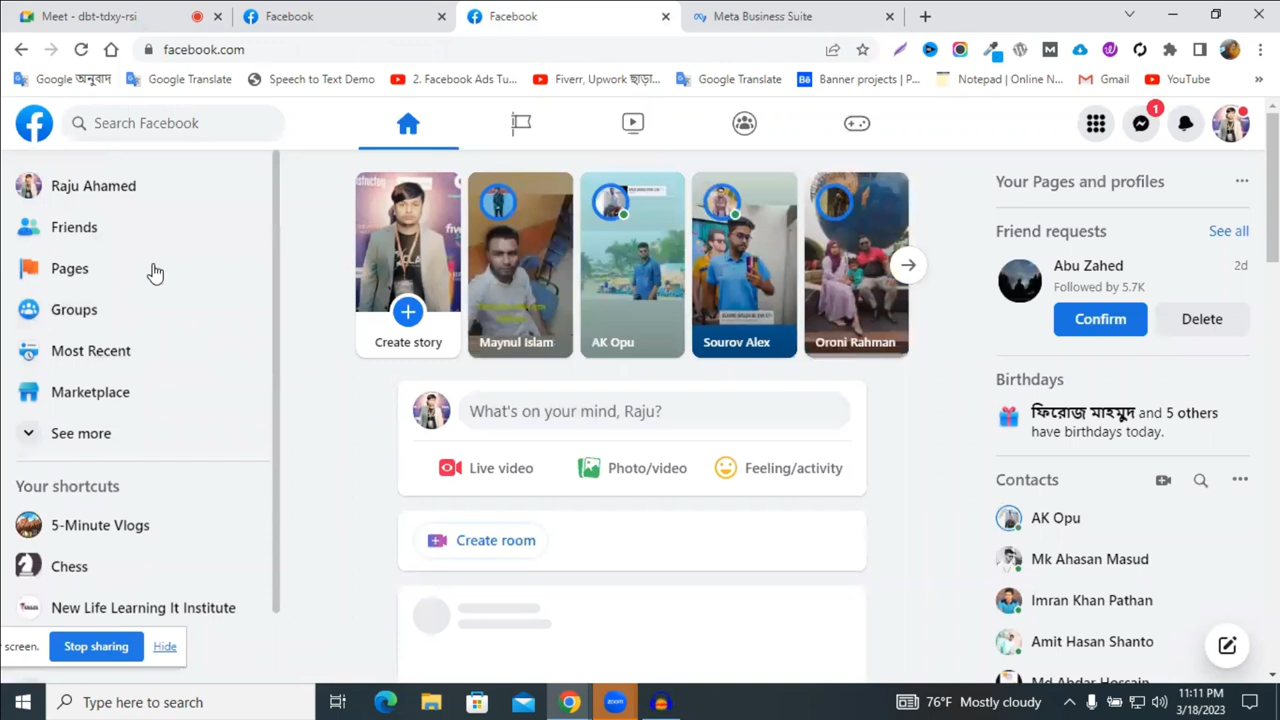 Meet - dbt-tdxy-rsi
Facebook
Facebook
Meta Business Suite
facebook.com
Google অনুবাদ
Google Translate
Speech to Text Demo
2. Facebook Ads Tu...
Fiverr, Upwork ছাড়া...
Google Translate
Banner projects | P...
Notepad | Online N...
Gmail
YouTube
Search Facebook
1
Raju Ahamed
Friends
Pages
Groups
Most Recent
Marketplace
See more
Your shortcuts
5-Minute Vlogs
Chess
New Life Learning It Institute
screen.
Stop sharing
Hide
Create story
Maynul Islam
AK Opu
Sourov Alex
Oroni Rahman
What's on your mind, Raju?
Live video
Photo/video
Feeling/activity
Create room
Your Pages and profiles
Friend requests
See all
Abu Zahed
2d
Followed by 5.7K
Confirm
Delete
Birthdays
ফিরোজ মাহমুদ and 5 others
have birthdays today.
Contacts
AK Opu
Mk Ahasan Masud
Imran Khan Pathan
Amit Hasan Shanto
Md Abdar Hossain
Type here to search
76°F Mostly cloudy
11:11 PM
3/18/2023